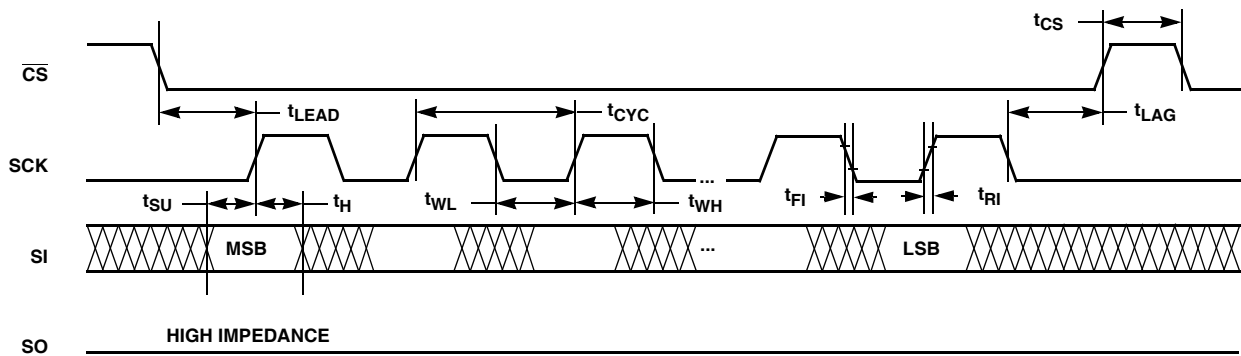 tCS
CS
tLEAD
tCYC
tLAG
SCK
...
tSU
tH
tWL
tWH
tFI
tRI
SI
MSB
...
LSB
HIGH IMPEDANCE
SO